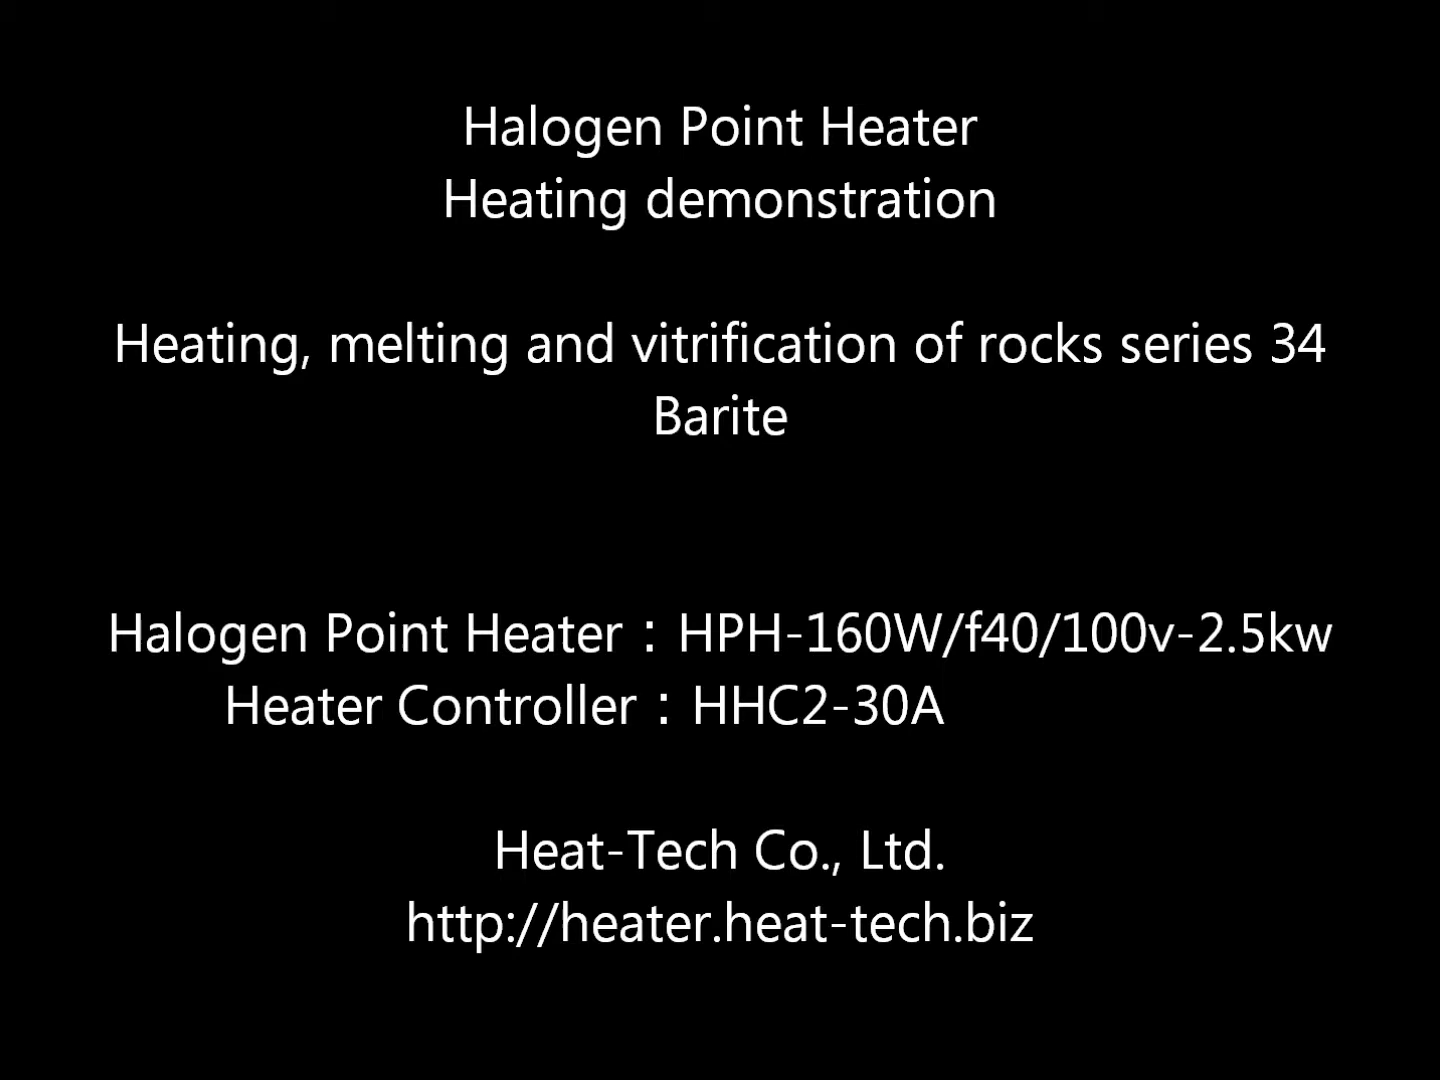 Halogen Point Heater
Heating demonstration
Heating, melting and vitrification of rocks series 34
Barite
Halogen Point Heater：HPH-160W/f40/100v-2.5kw
Heater Controller：HHC2-30A
Heat-Tech Co., Ltd.
http://heater.heat-tech.biz